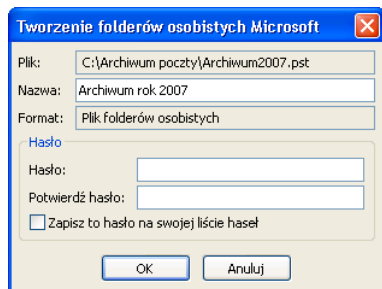 Tworzenie folderów osobistych Microsoft
Plik: C:\Archiwum poczty\Archiwum2007.pst
Nazwa: Archiwum rok 2007
Format: Plik folderów osobistych
Hasło
Hasło:
Potwierdź hasło:
Zapisz to hasło na swojej liście haseł
OK Anuluj